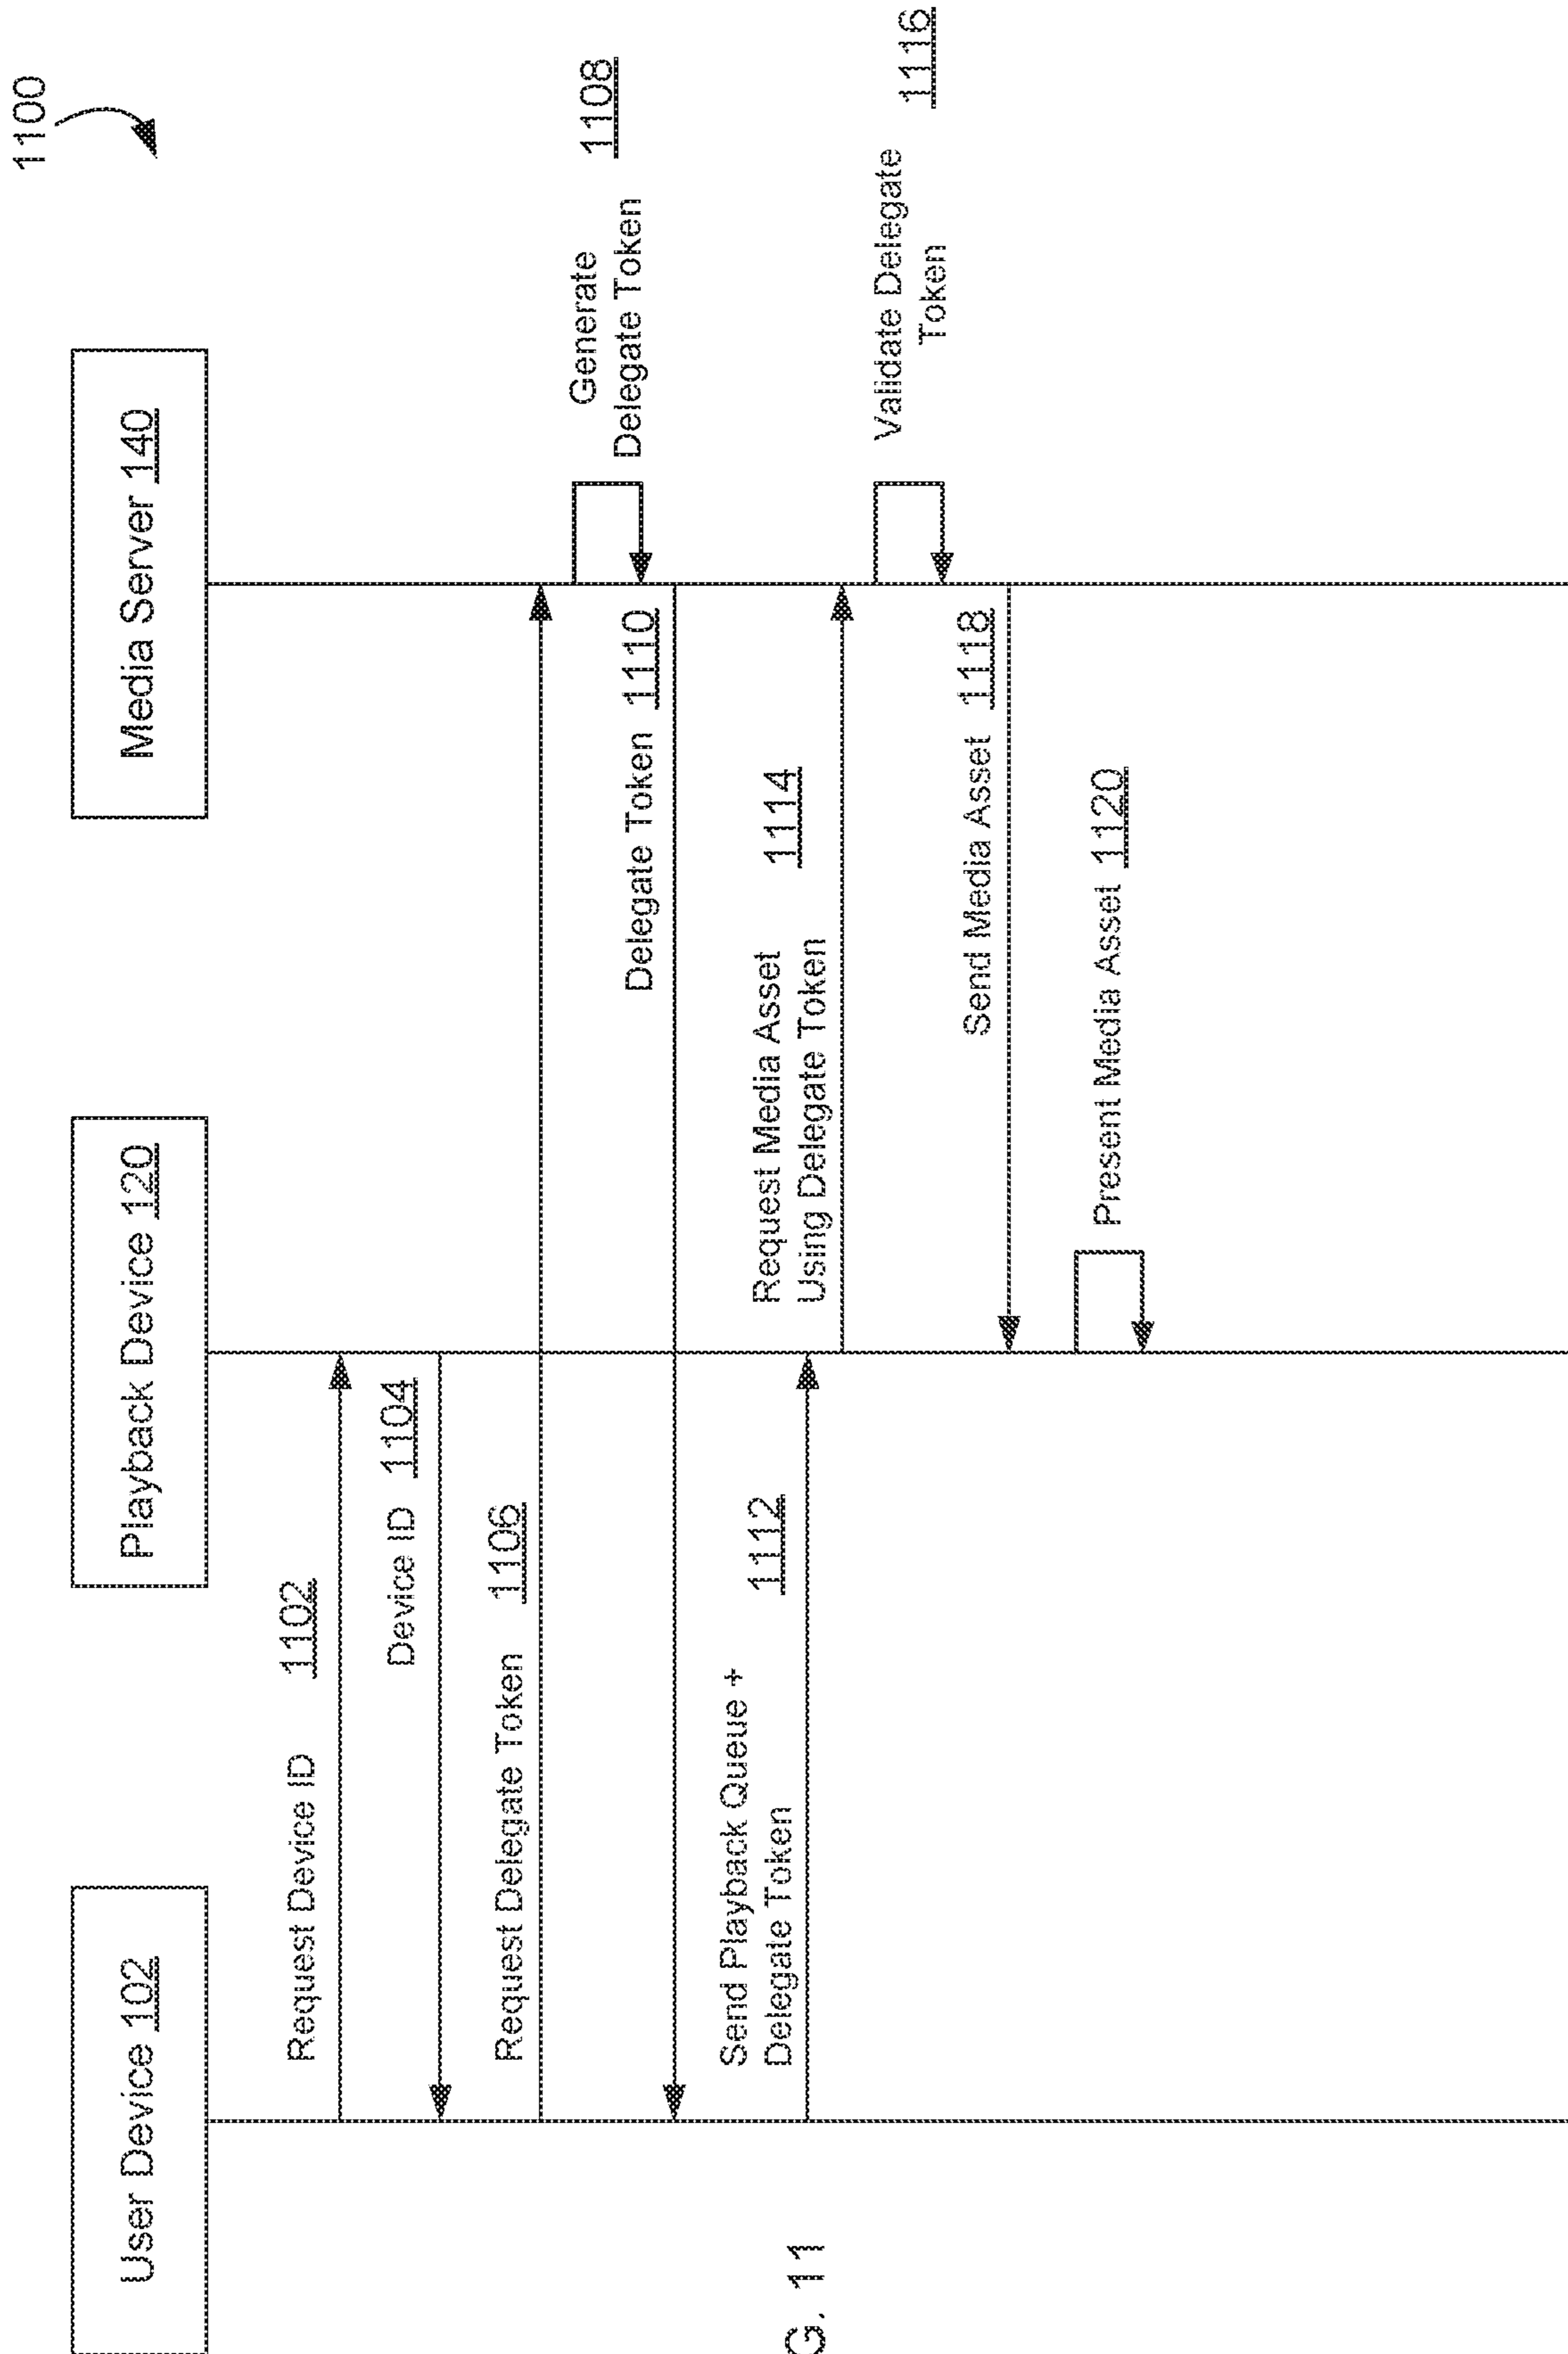 1100
User Device 102
Playback Device 120
Media Server 140
Request Device ID 1102
Device ID 1104
Request Delegate Token 1106
Generate 1108
Delegate Token
Delegate Token 1110
Send Playback Queue + 1112
Delegate Token
Request Media Asset 1114
Using Delegate Token
Validate Delegate 1116
Token
Send Media Asset 1118
Present Media Asset 1120
G. 11